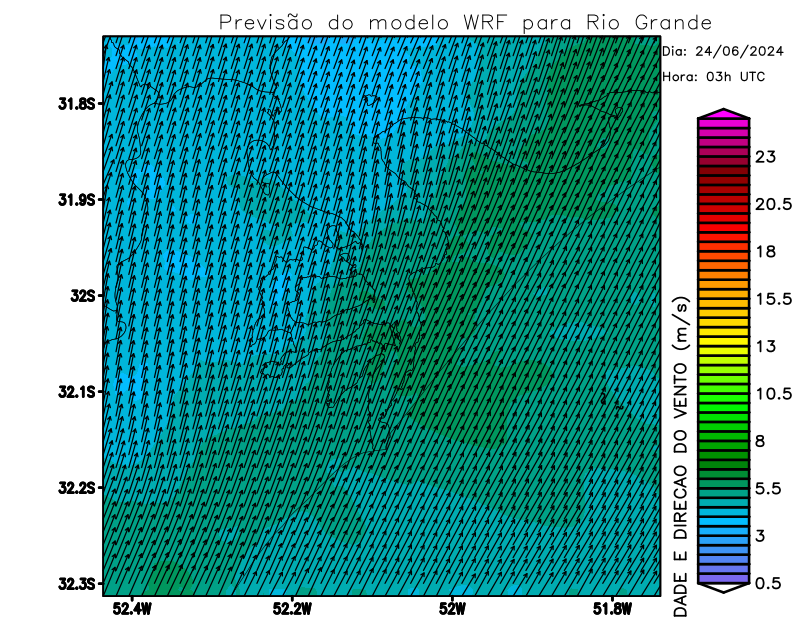 Previsão do modelo WRF para Rio Grande
Dia: 24/06/2024
Hora: 03h UTC
31.8S
31.9S
32S
32.1S
32.2S
32.3S
52.4W
52.2W
52W
51.8W
23
20.5
18
15.5
13
10.5
8
5.5
3
0.5
DADE E DIRECAO DO VENTO (m/s)